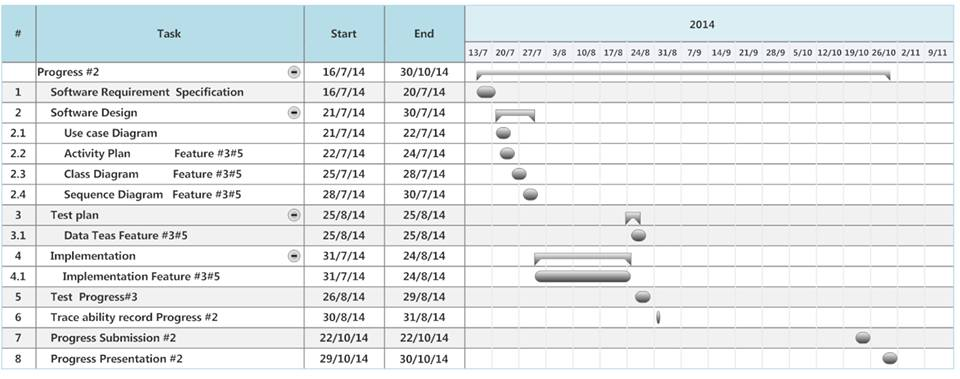 # Task Start End 2014
13/7 20/7 27/7 3/8 10/8 17/8 24/8 31/8 7/9 14/9 21/9 28/9 5/10 12/10 19/10 26/10 2/11 9/11
Progress #2 16/7/14 30/10/14
1 Software Requirement Specification 16/7/14 20/7/14
2 Software Design 21/7/14 30/7/14
2.1 Use case Diagram 21/7/14 22/7/14
2.2 Activity Plan Feature #3#5 22/7/14 24/7/14
2.3 Class Diagram Feature #3#5 25/7/14 28/7/14
2.4 Sequence Diagram Feature #3#5 28/7/14 30/7/14
3 Test plan 25/8/14 25/8/14
3.1 Data Teas Feature #3#5 25/8/14 25/8/14
4 Implementation 31/7/14 24/8/14
4.1 Implementation Feature #3#5 31/7/14 24/8/14
5 Test Progress#3 26/8/14 29/8/14
6 Trace ability record Progress #2 30/8/14 31/8/14
7 Progress Submission #2 22/10/14 22/10/14
8 Progress Presentation #2 29/10/14 30/10/14